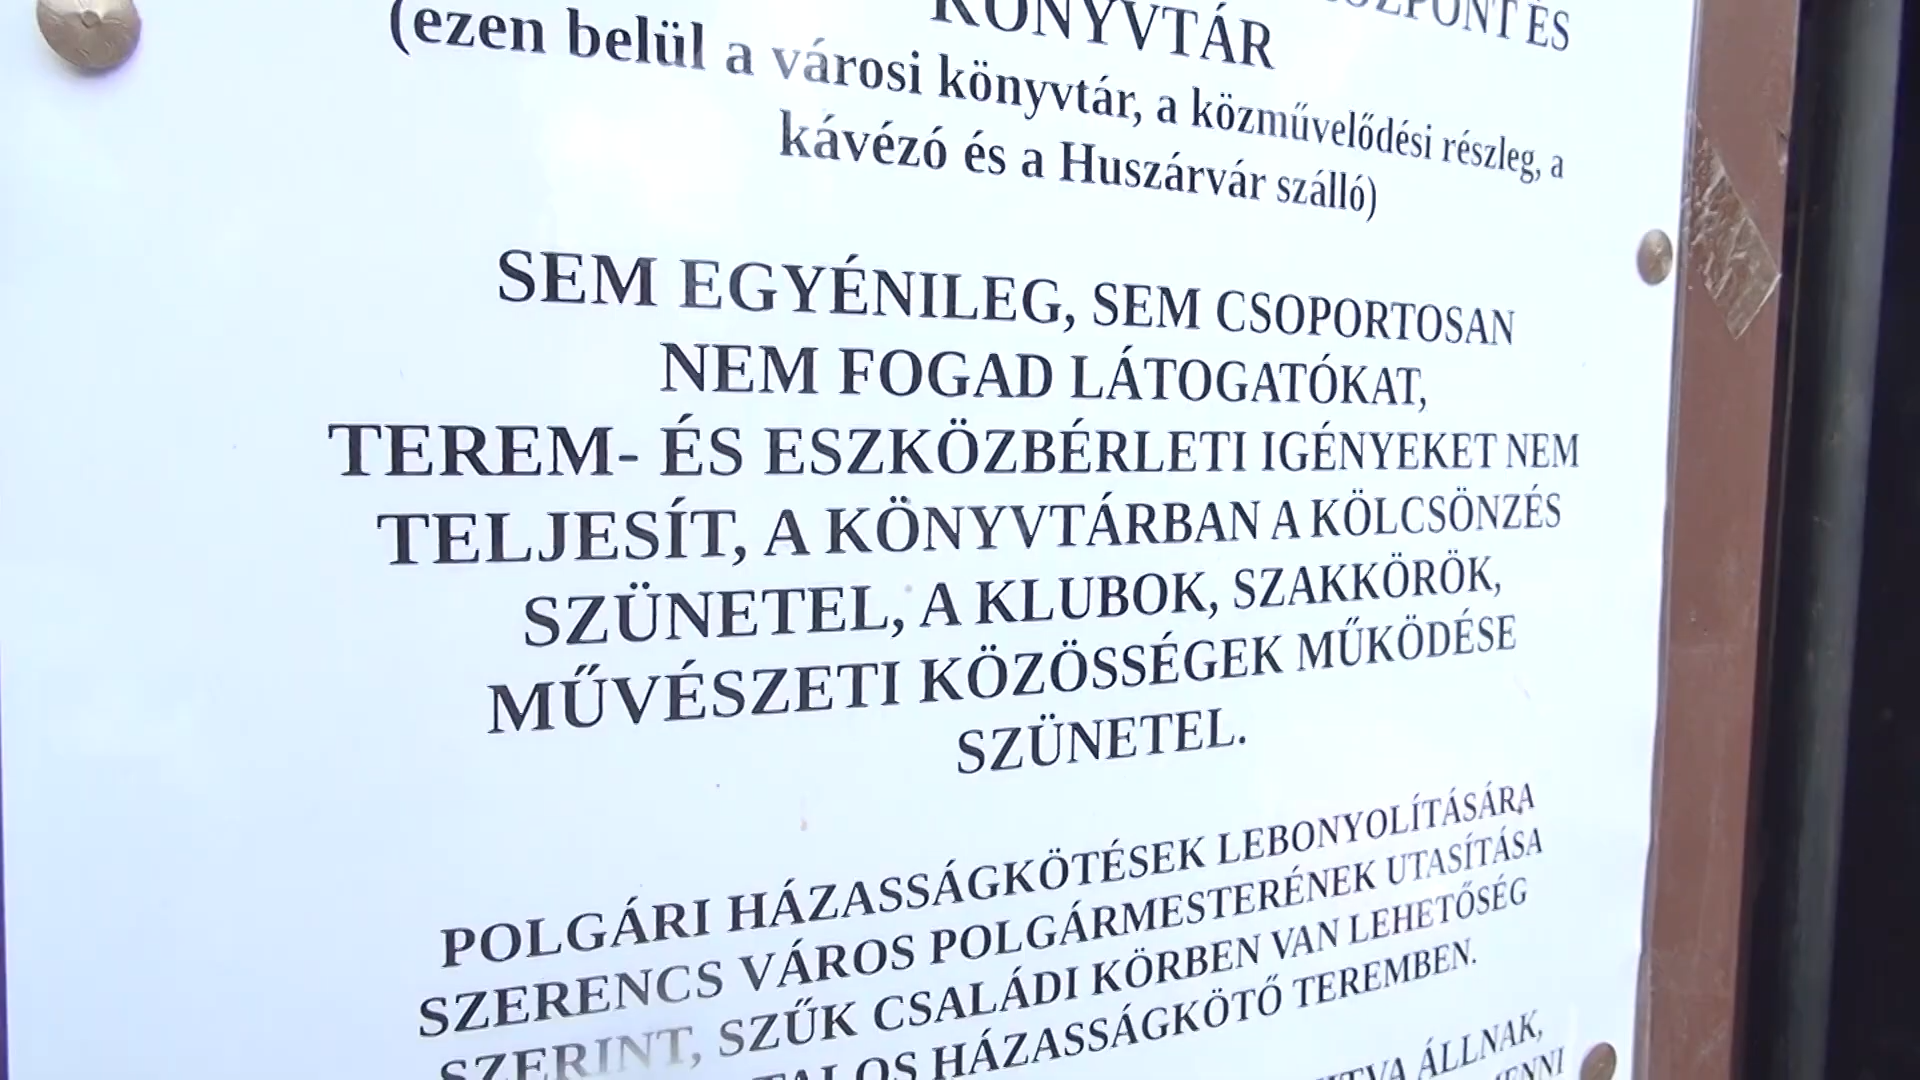 ÉS
KÖNYVTÁR
(ezen belül a városi könyvtár, a közművelődési részleg, a
kávézó és a Huszárvár szálló)
SEM EGYÉNILEG, SEM CSOPORTOSAN
NEM FOGAD LÁTOGATÓKAT,
TEREM- ÉS ESZKÖZBÉRLETI IGÉNYEKET NEM
TELJESÍT, A KÖNYVTÁRBAN A KÖLCSÖNZÉS
SZÜNETEL, A KLUBOK, SZAKKÖRÖK,
MŰVÉSZETI KÖZÖSSÉGEK MŰKÖDÉSE
SZÜNETEL.
POLGÁRI HÁZASSÁGKÖTÉSEK LEBONYOLÍTÁSÁRA
SZERENCS VÁROS POLGÁRMESTERÉNEK UTASÍTÁSA
SZERINT, SZŰK CSALÁDI KÖRBEN VAN LEHETŐSÉG
HÁZASSÁGKÖTŐ TEREMBEN.
ÁLLNAK,